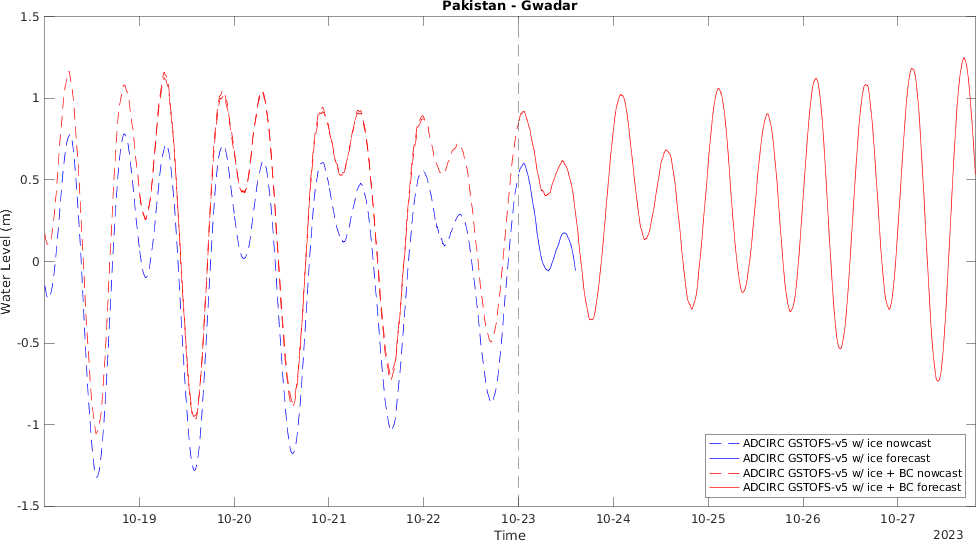 Pakistan - Gwadar
1.5
1
0.5
0
-0.5
-1
-1.5
Water Level (m)
10-19 10-20 10-21 10-22 10-23 10-24 10-25 10-26 10-27
Time
2023
ADCIRC GSTOFS-v5 w/ ice nowcast
ADCIRC GSTOFS-v5 w/ ice forecast
ADCIRC GSTOFS-v5 w/ ice + BC nowcast
ADCIRC GSTOFS-v5 w/ ice + BC forecast